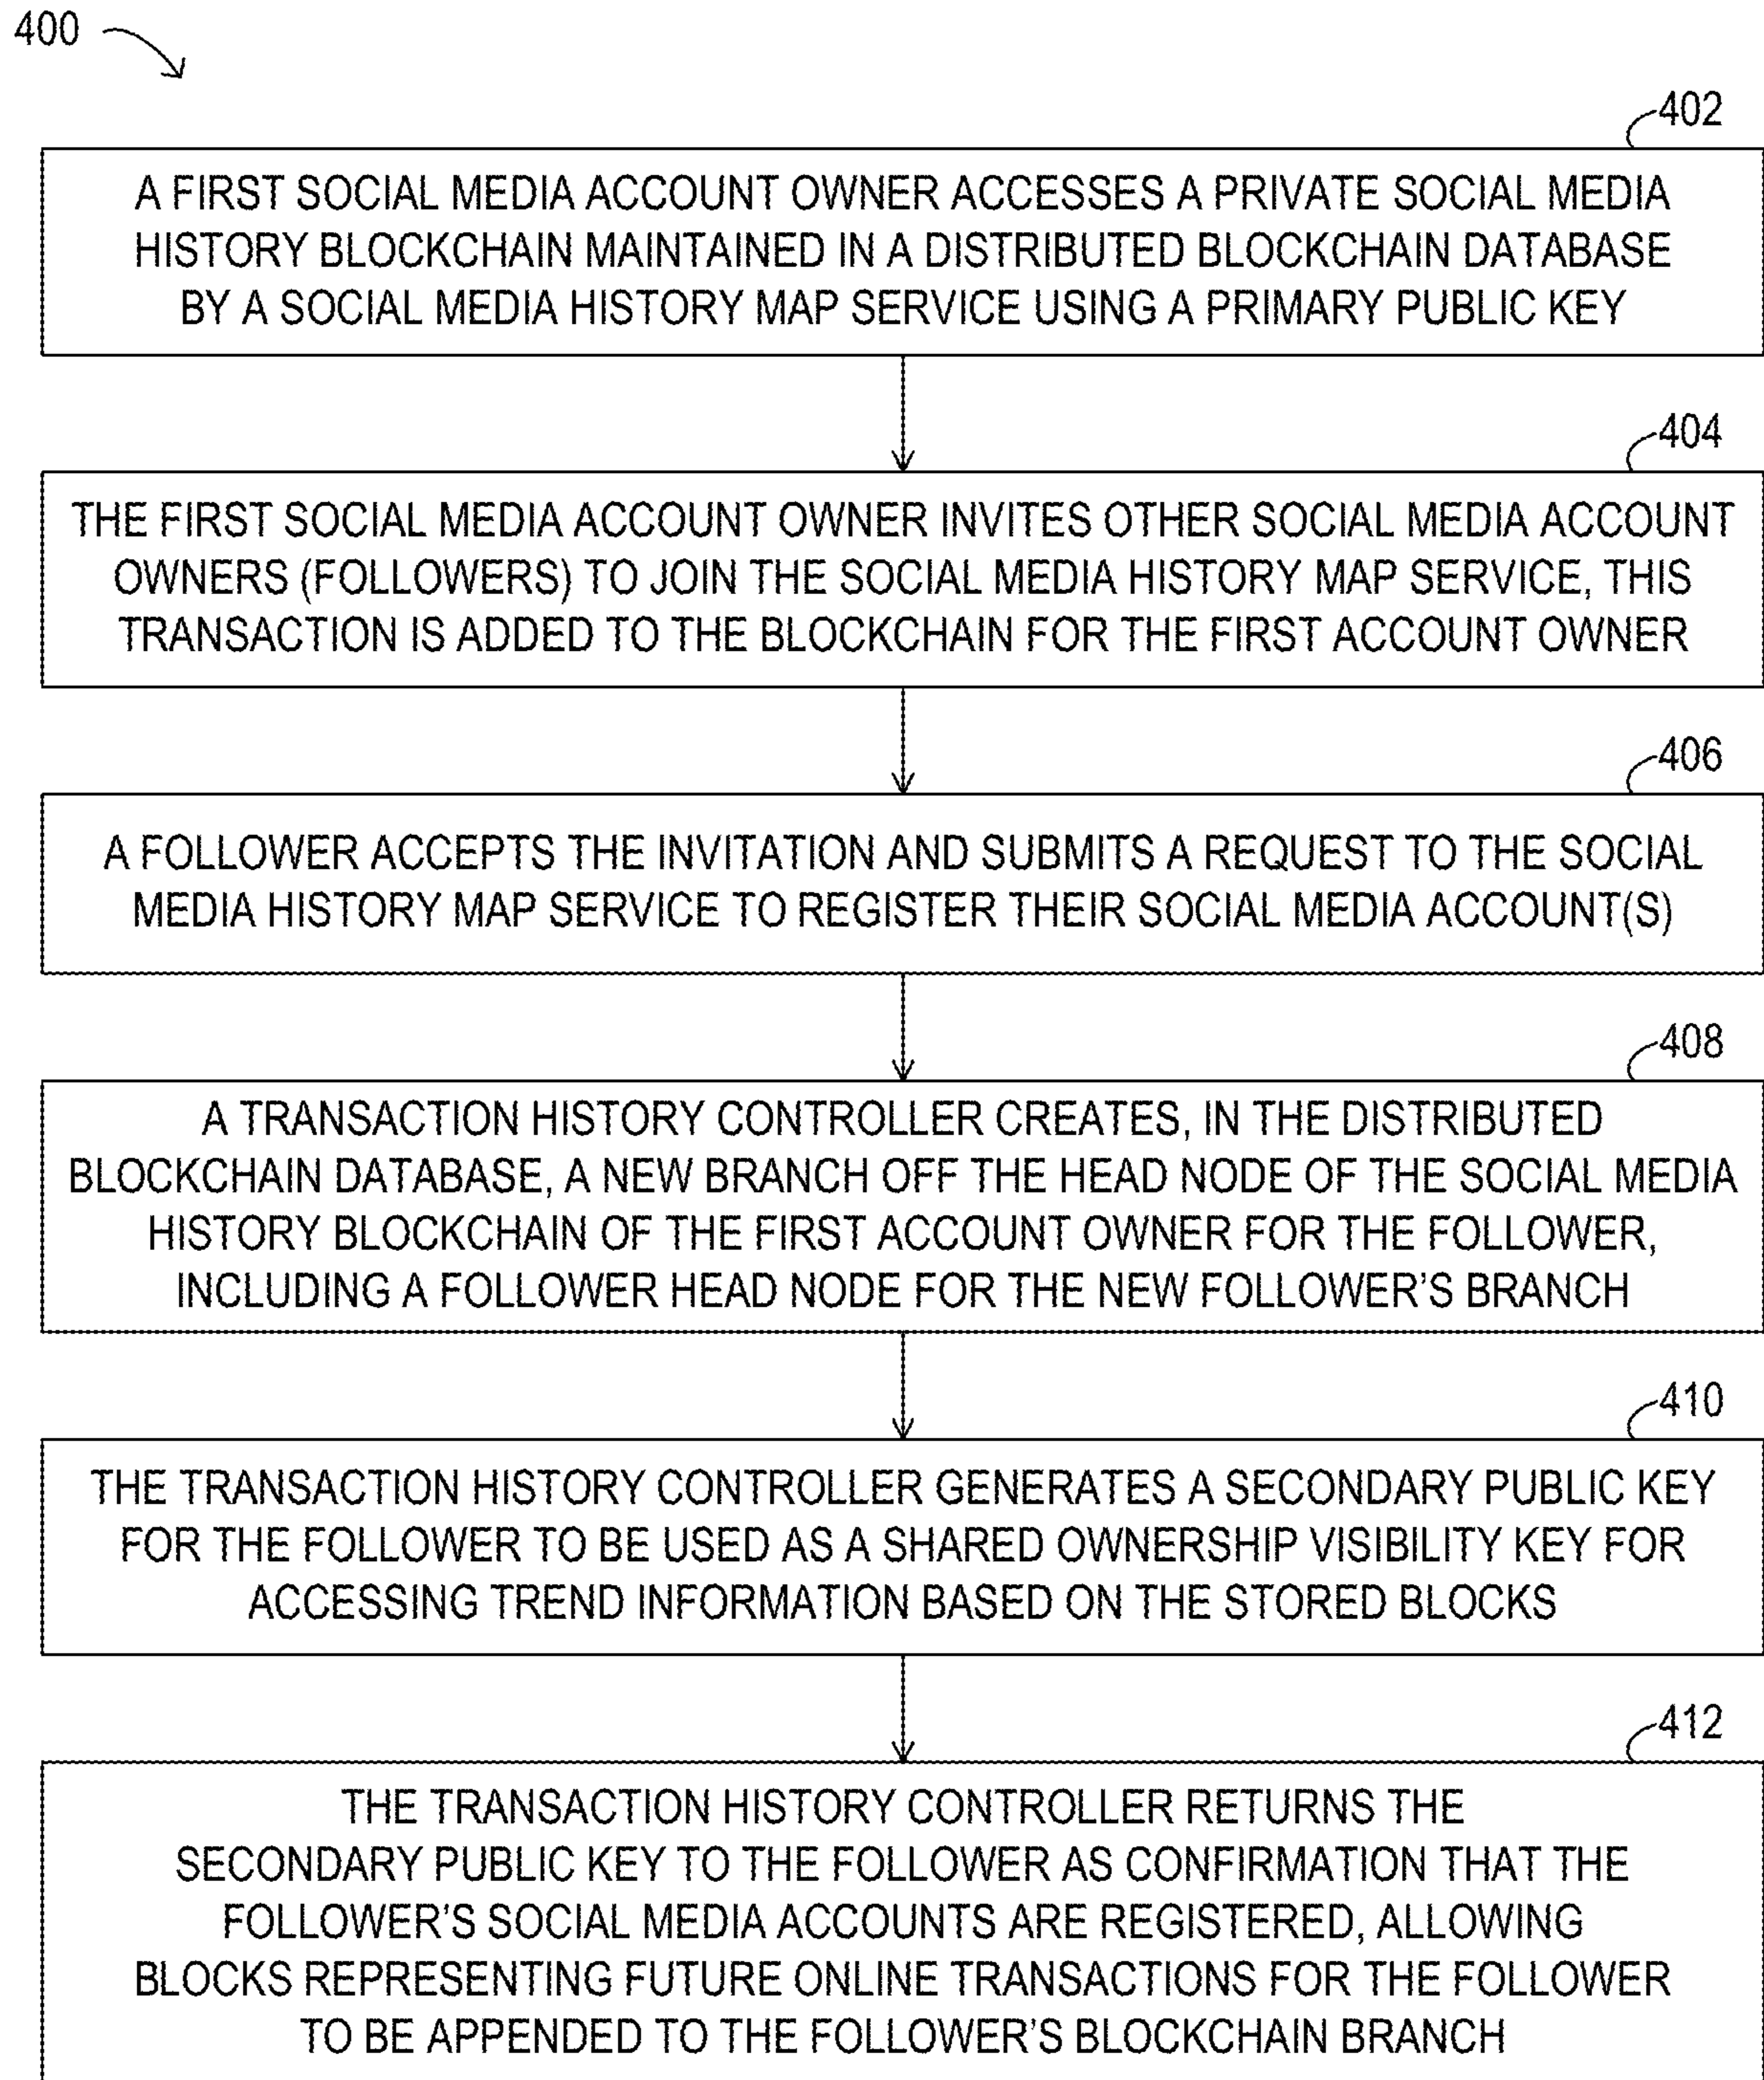 400
402
A FIRST SOCIAL MEDIA ACCOUNT OWNER ACCESSES A PRIVATE SOCIAL MEDIA
HISTORY BLOCKCHAIN MAINTAINED IN A DISTRIBUTED BLOCKCHAIN DATABASE
BY A SOCIAL MEDIA HISTORY MAP SERVICE USING A PRIMARY PUBLIC KEY
404
THE FIRST SOCIAL MEDIA ACCOUNT OWNER INVITES OTHER SOCIAL MEDIA ACCOUNT
OWNERS (FOLLOWERS) TO JOIN THE SOCIAL MEDIA HISTORY MAP SERVICE, THIS
TRANSACTION IS ADDED TO THE BLOCKCHAIN FOR THE FIRST ACCOUNT OWNER
406
A FOLLOWER ACCEPTS THE INVITATION AND SUBMITS A REQUEST TO THE SOCIAL
MEDIA HISTORY MAP SERVICE TO REGISTER THEIR SOCIAL MEDIA ACCOUNT(S)
408
A TRANSACTION HISTORY CONTROLLER CREATES, IN THE DISTRIBUTED
BLOCKCHAIN DATABASE, A NEW BRANCH OFF THE HEAD NODE OF THE SOCIAL MEDIA
HISTORY BLOCKCHAIN OF THE FIRST ACCOUNT OWNER FOR THE FOLLOWER,
INCLUDING A FOLLOWER HEAD NODE FOR THE NEW FOLLOWER'S BRANCH
410
THE TRANSACTION HISTORY CONTROLLER GENERATES A SECONDARY PUBLIC KEY
FOR THE FOLLOWER TO BE USED AS A SHARED OWNERSHIP VISIBILITY KEY FOR
ACCESSING TREND INFORMATION BASED ON THE STORED BLOCKS
412
THE TRANSACTION HISTORY CONTROLLER RETURNS THE
SECONDARY PUBLIC KEY TO THE FOLLOWER AS CONFIRMATION THAT THE
FOLLOWER'S SOCIAL MEDIA ACCOUNTS ARE REGISTERED, ALLOWING
BLOCKS REPRESENTING FUTURE ONLINE TRANSACTIONS FOR THE FOLLOWER
TO BE APPENDED TO THE FOLLOWER'S BLOCKCHAIN BRANCH